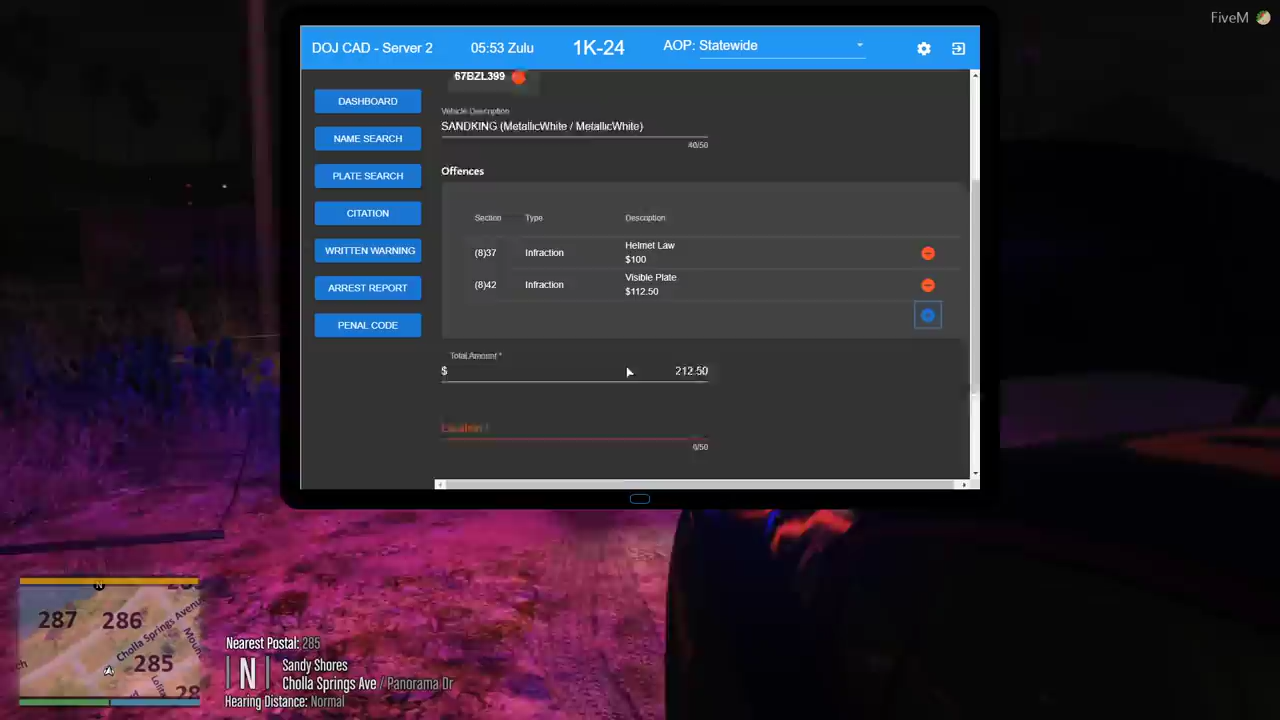 FiveM
DOJ CAD - Server 2
05:53 Zulu
1K-24
AOP: Statewide
DASHBOARD
NAME SEARCH
PLATE SEARCH
CITATION
WRITTEN WARNING
ARREST REPORT
PENAL CODE
67BZL399
Vehicle Description
SANDKING (MetallicWhite / MetallicWhite)
40/50
Offences
Section Type Description
(8)37 Infraction Helmet Law
$100
(8)42 Infraction Visible Plate
$112.50
Total Amount *
$ 212.50
Location *
0/50
287 286
Cholla Springs Avenue
285
Nearest Postal: 285
N Sandy Shores
Cholla Springs Ave / Panorama Dr
Hearing Distance: Normal